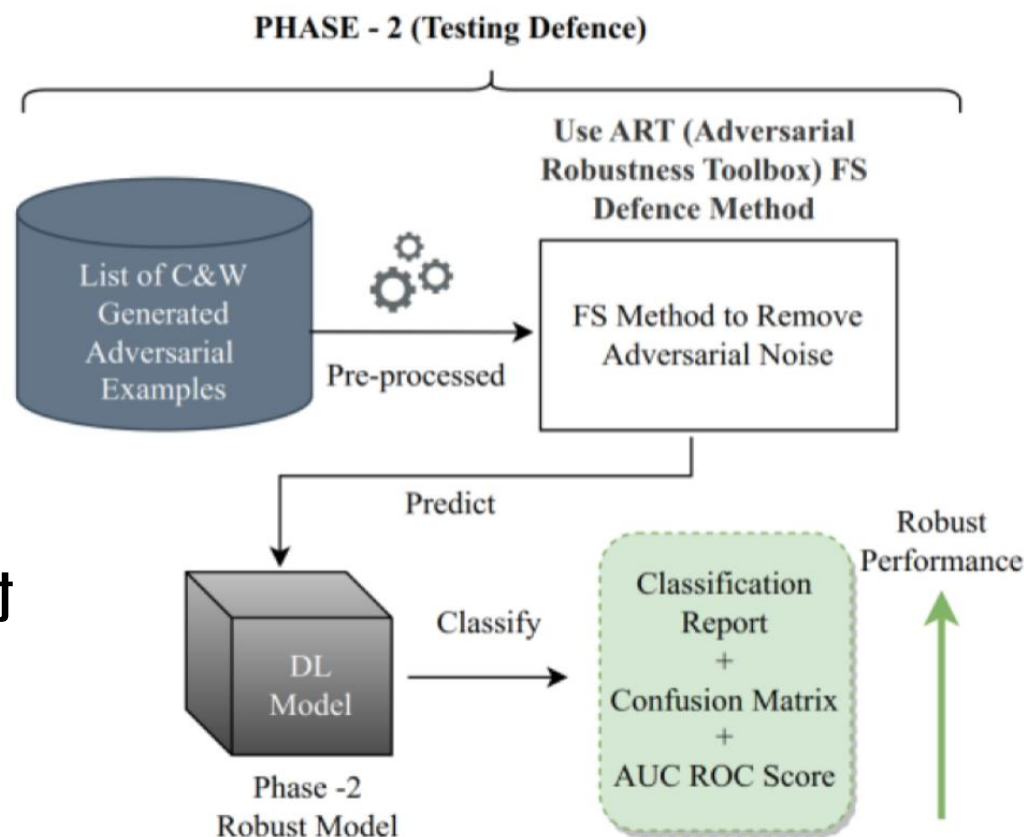 PHASE - 2 (Testing Defence)
Use ART (Adversarial
Robustness Toolbox) FS
Defence Method
List of C&W
Generated
Adversarial
Examples
Pre-processed
FS Method to Remove
Adversarial Noise
Predict
DL
Model
Phase -2
Robust Model
Classify
Classification
Report
+
Confusion Matrix
+
AUC ROC Score
Robust
Performance